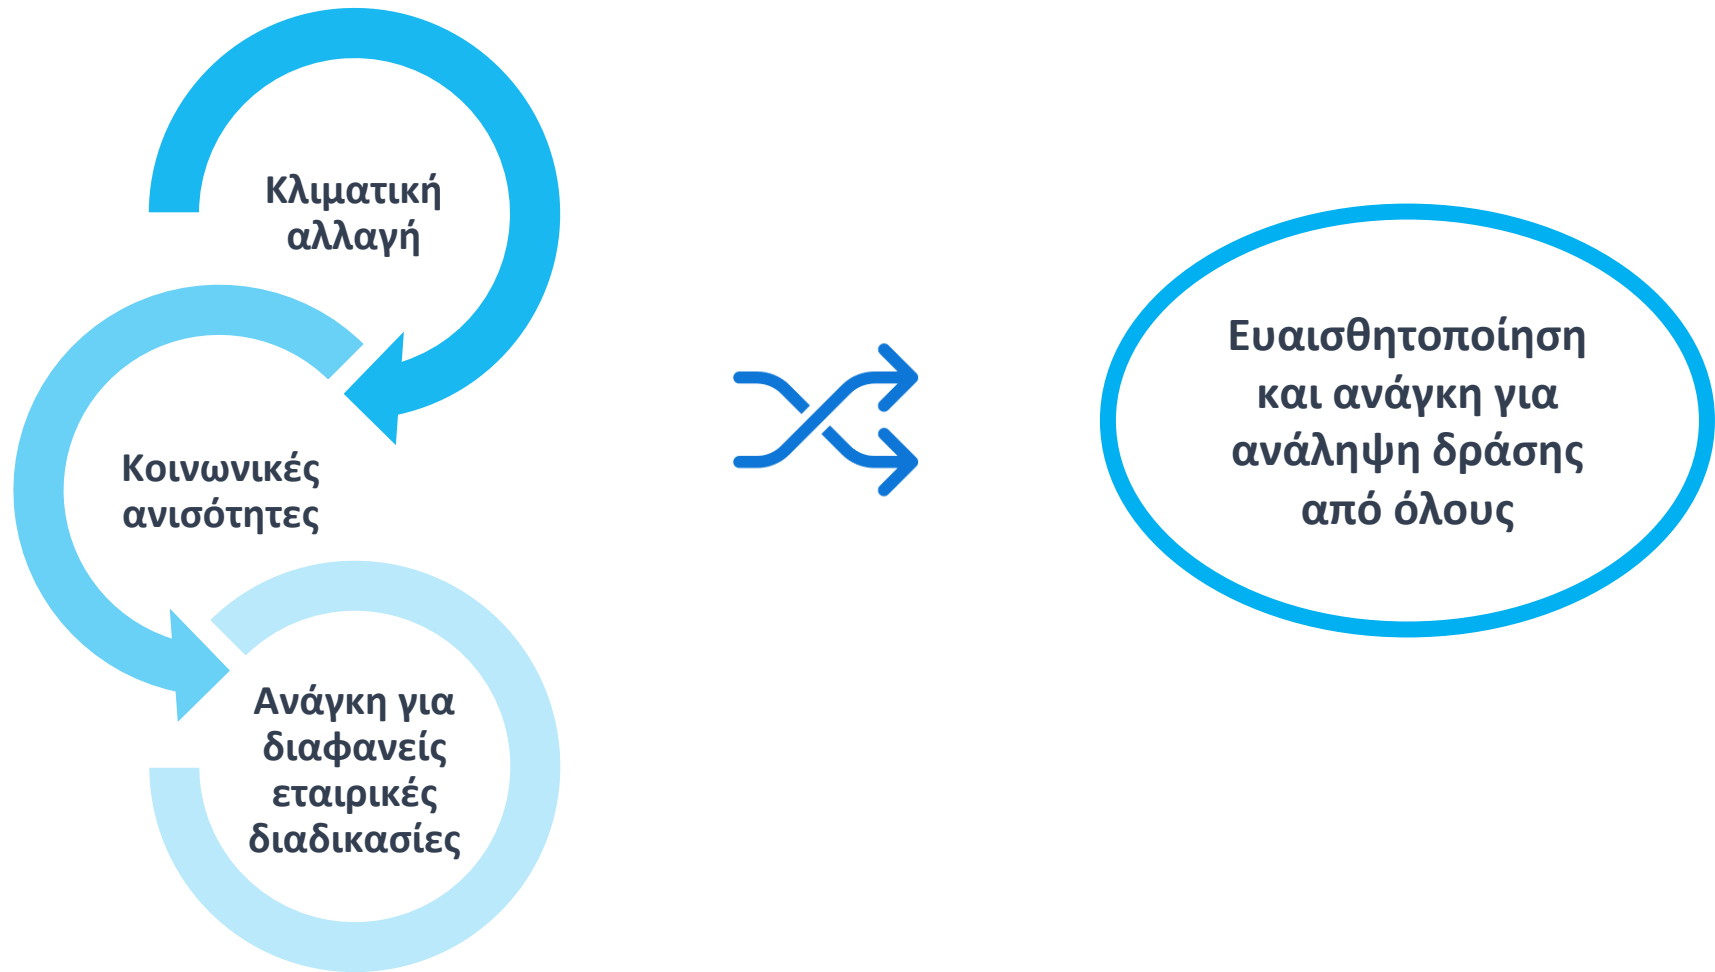 Κλιματική
αλλαγή
Κοινωνικές
ανισότητες
Ανάγκη για
διαφανείς
εταιρικές
διαδικασίες
Ευαισθητοποίηση
και ανάγκη για
ανάληψη δράσης
από όλους